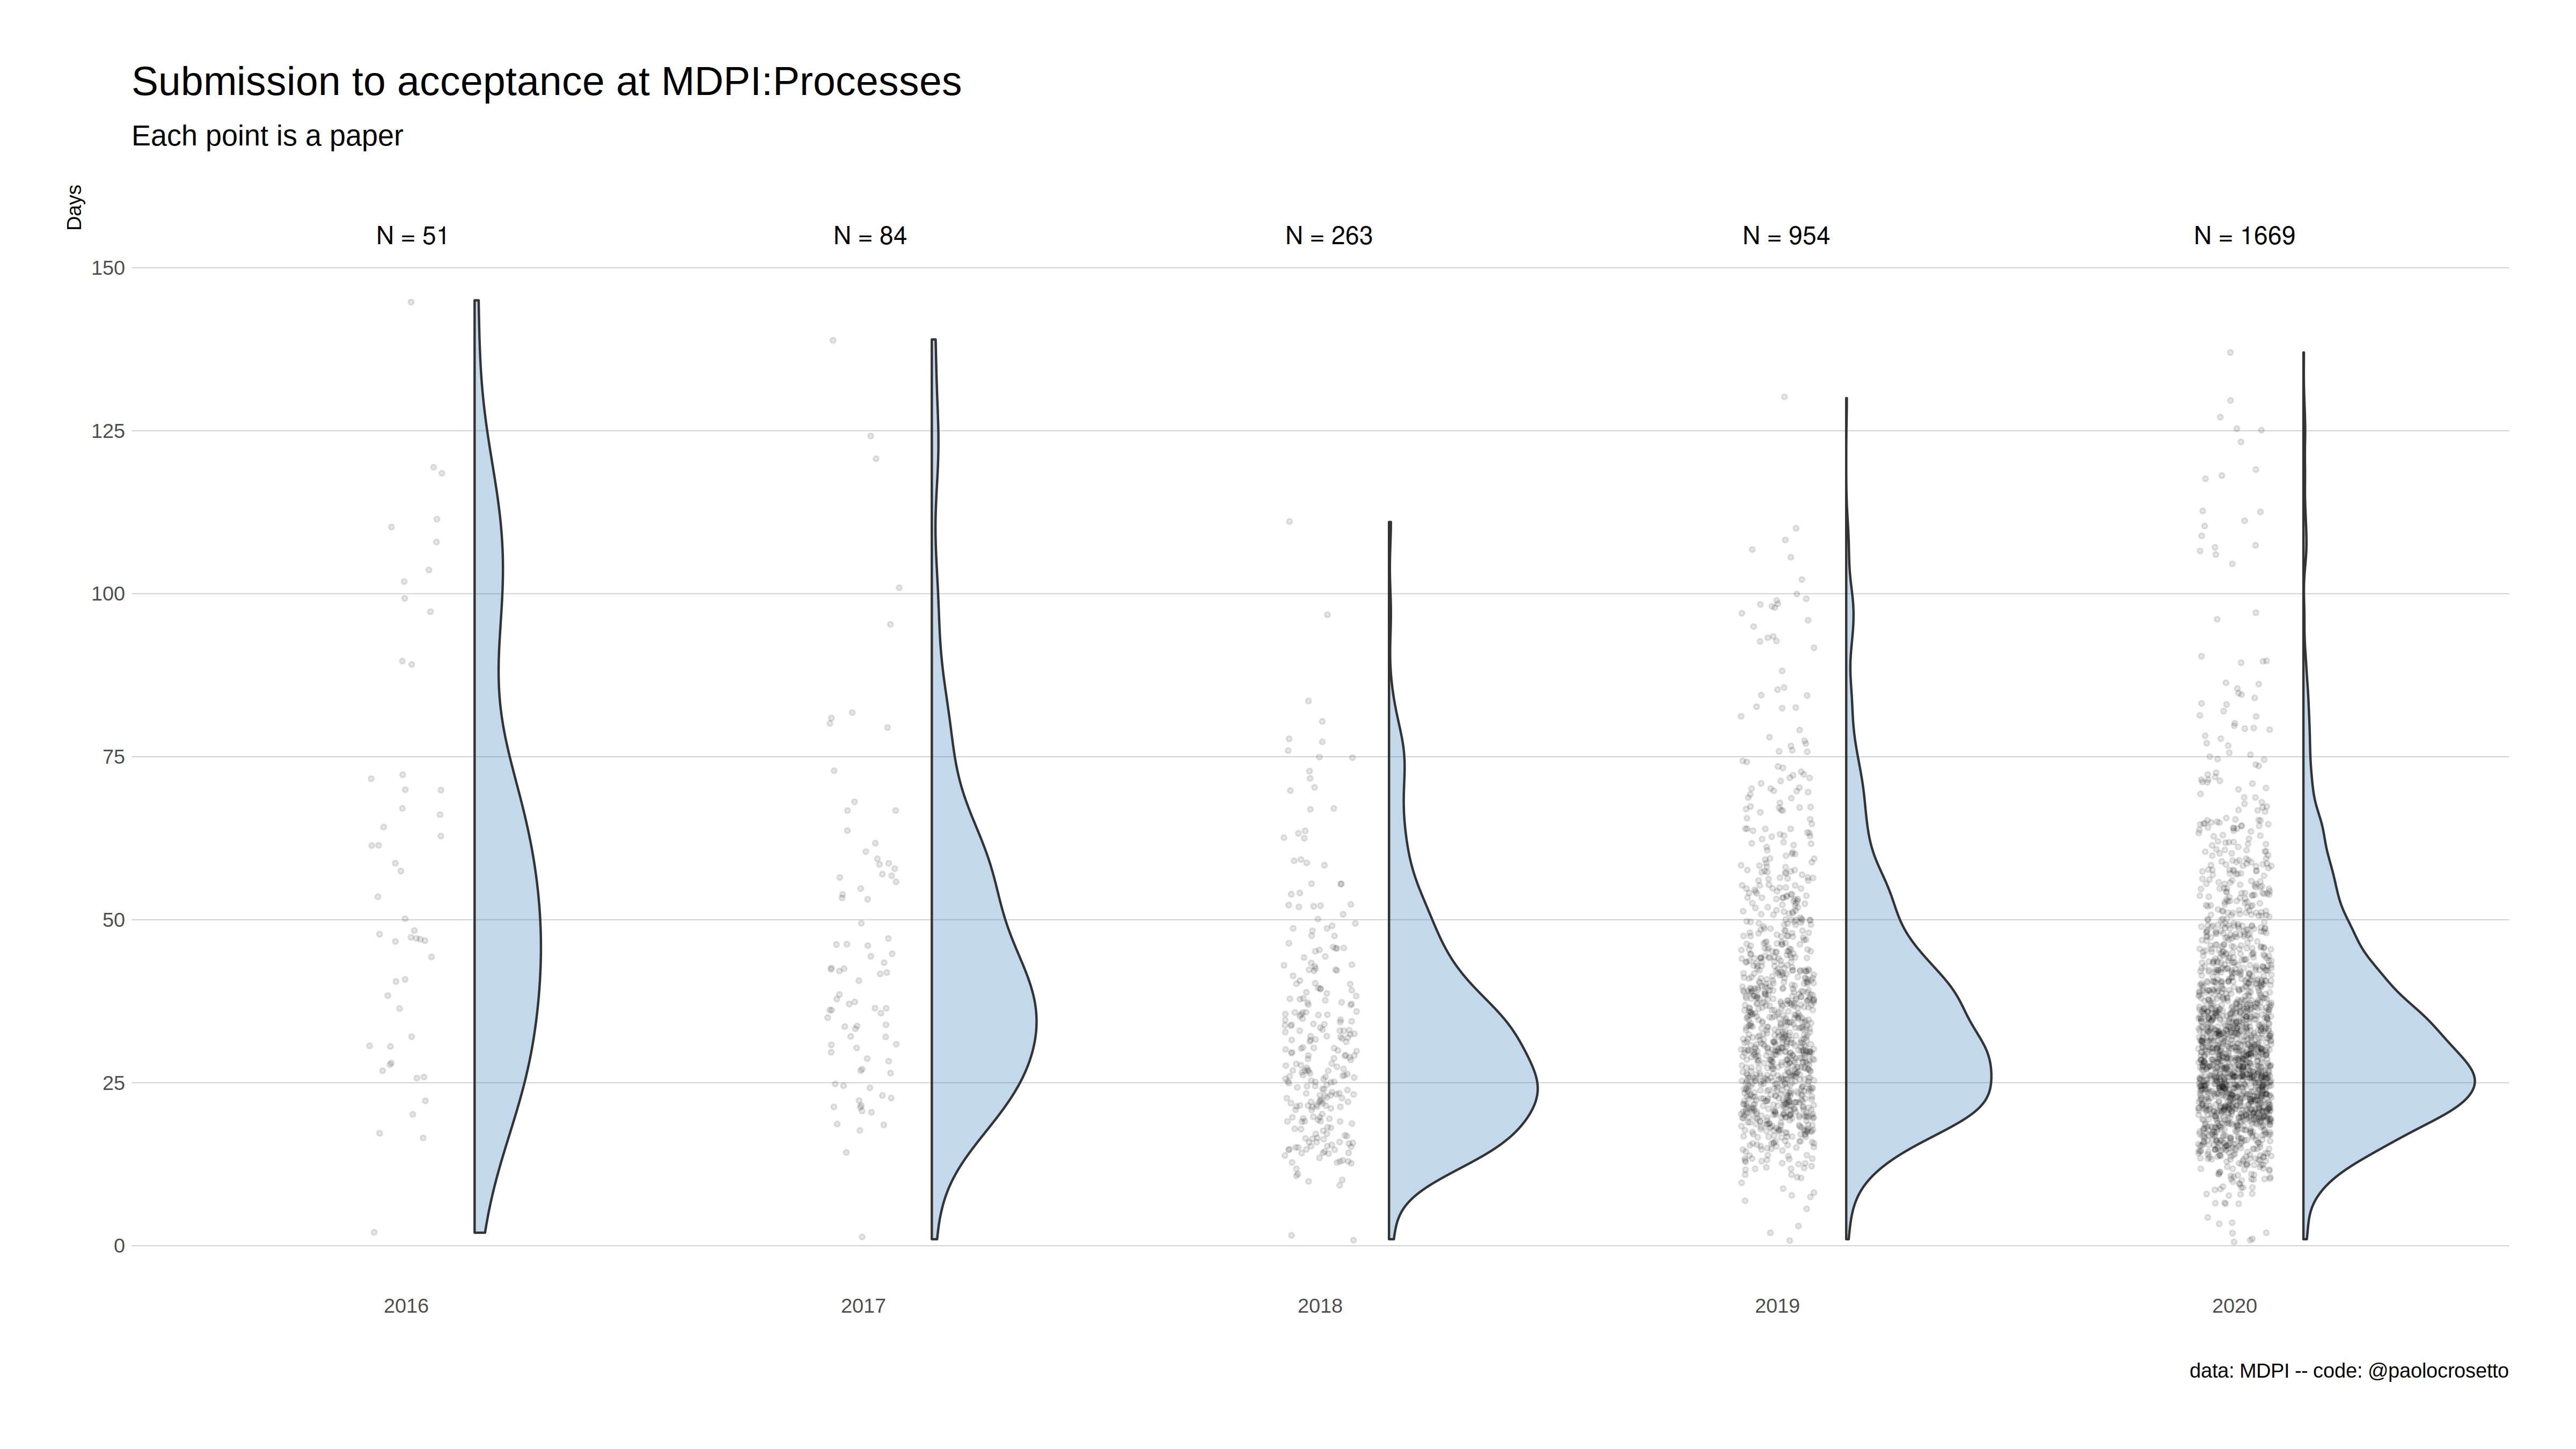 Submission to acceptance at MDPI:Processes
Each point is a paper
Days
N = 51
N = 84
N = 263
N = 954
N = 1669
150
125
100
75
50
25
0
2016
2017
2018
2019
2020
data: MDPI -- code: @paolocrosetto